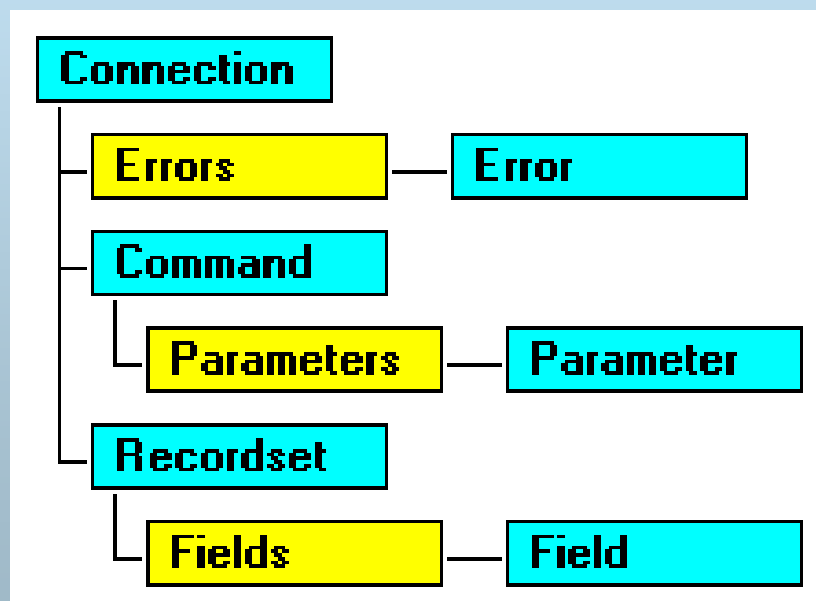 Connection
Errors
Error
Command
Parameters
Parameter
Recordset
Fields
Field